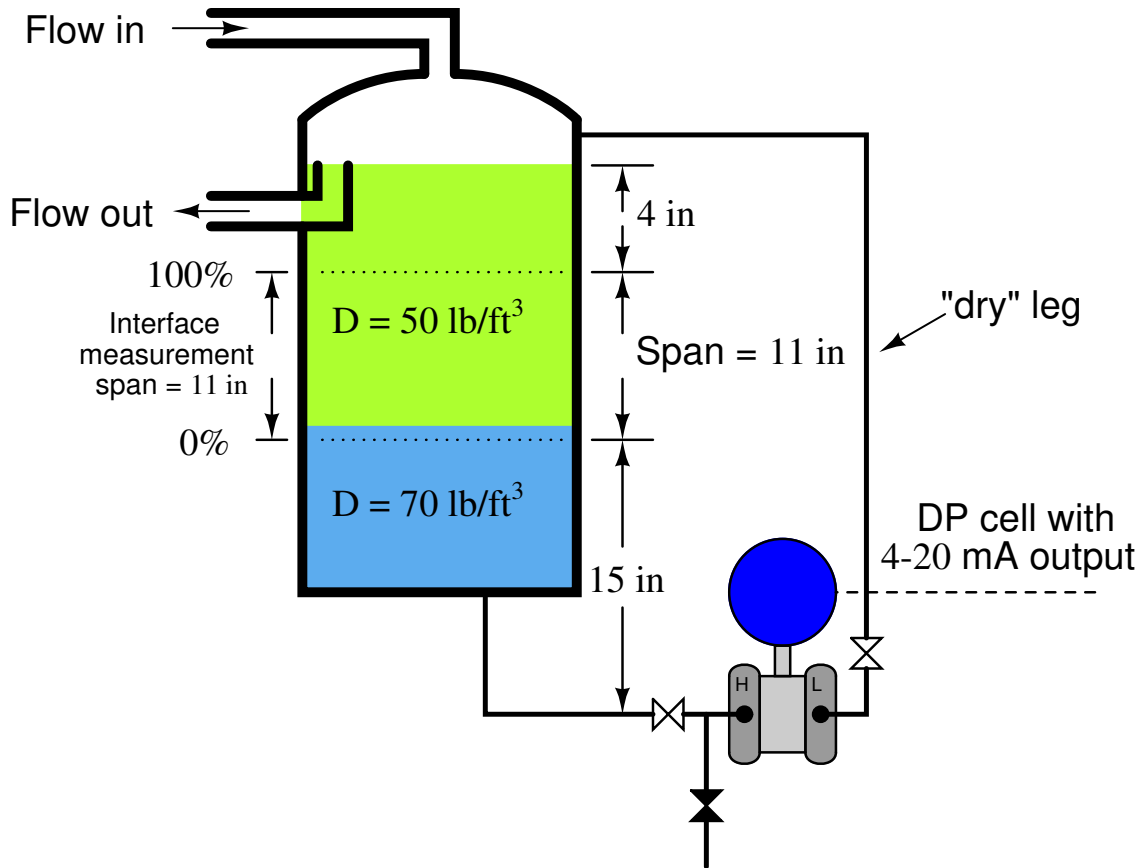 Flow in
Flow out
4 in
100%
Interface
measurement
span = 11 in
D = 50 lb/ft³
Span = 11 in
"dry" leg
0%
D = 70 lb/ft³
15 in
DP cell with
4-20 mA output
H
L